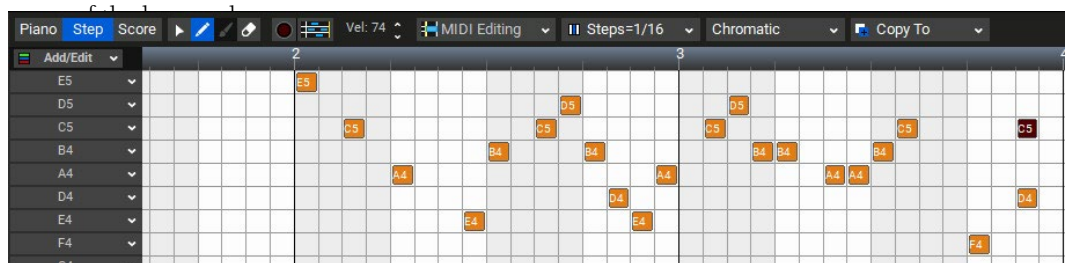 Piano Step Score Vel: 74 MIDI Editing Steps=1/16 Chromatic Copy To
Add/Edit 2 3 4
E5 E5
D5 D5 D5
C5 C5 C5 C5 C5 C5
B4 B4 B4 B4 B4 B4
A4 A4 A4 A4 A4
D4 D4 D4
E4 E4 E4
F4 F4